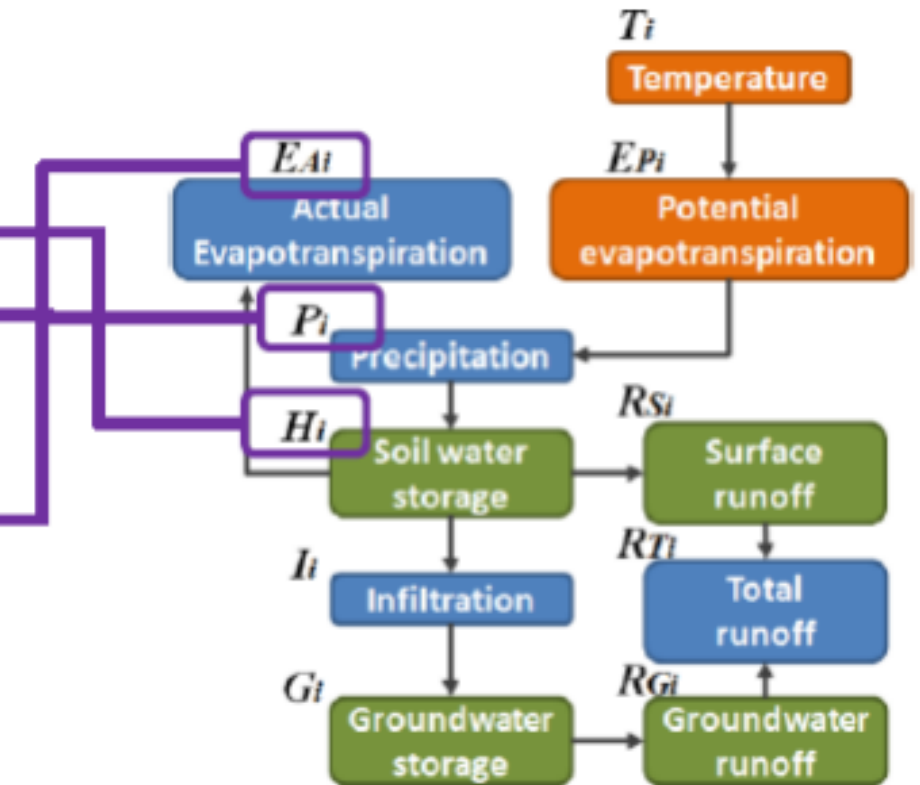 Ti
Temperature
EAi
EPi
Actual
Evapotranspiration
Potential
evapotranspiration
Pi
Precipitation
Hi
RSi
Soil water
storage
Surface
runoff
Ii
RTi
Infiltration
Total
runoff
Gi
RGi
Groundwater
storage
Groundwater
runoff